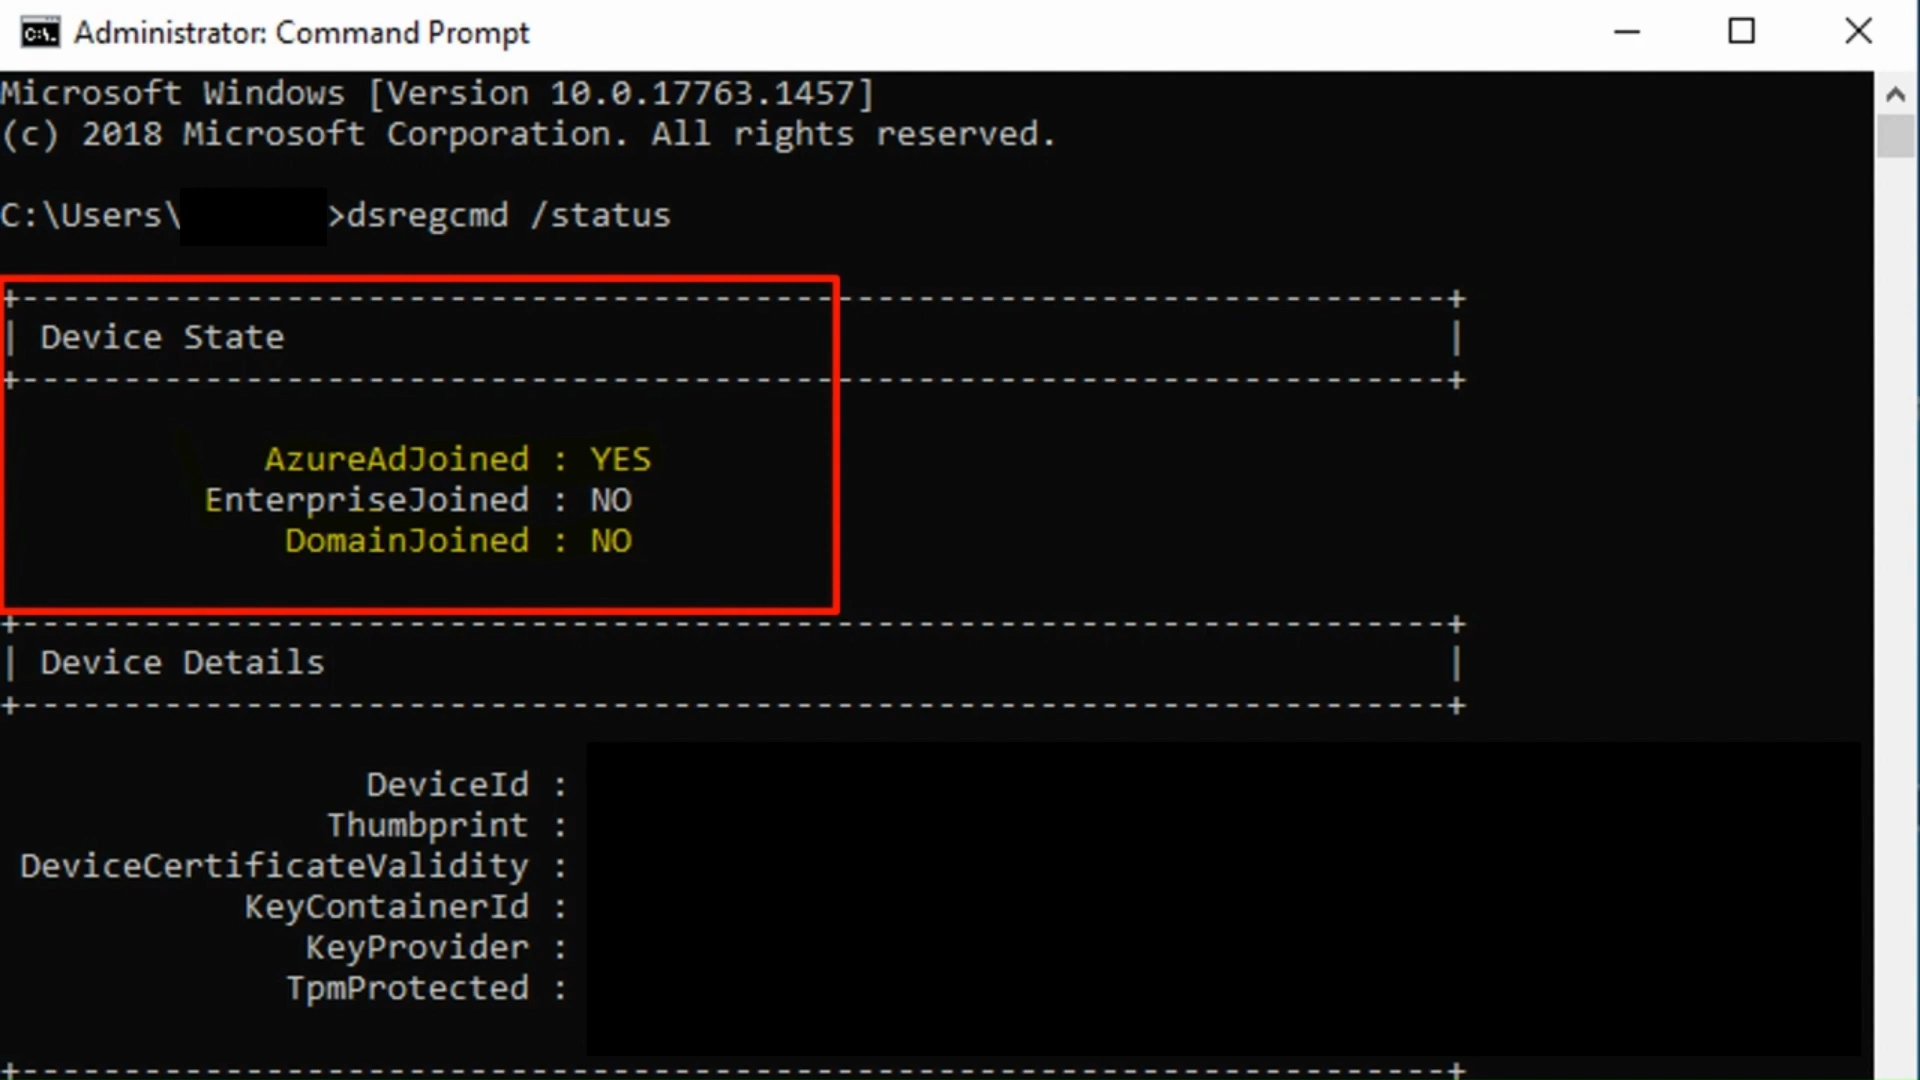 Administrator: Command Prompt
Microsoft Windows [Version 10.0.17763.1457]
(c) 2018 Microsoft Corporation. All rights reserved.
C:\Users\ >dsregcmd /status
+----------------------------------------------------------------------+
| Device State |
+----------------------------------------------------------------------+
AzureAdJoined : YES
EnterpriseJoined : NO
DomainJoined : NO
+----------------------------------------------------------------------+
| Device Details |
+----------------------------------------------------------------------+
DeviceId :
Thumbprint :
DeviceCertificateValidity :
KeyContainerId :
KeyProvider :
TpmProtected :
+----------------------------------------------------------------------+